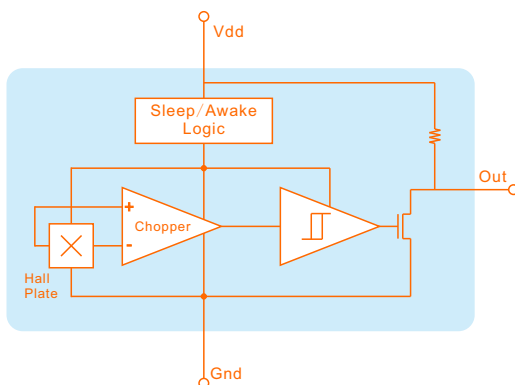 Vdd
Sleep/Awake
Logic
Out
+
Chopper
-
Hall
Plate
Gnd